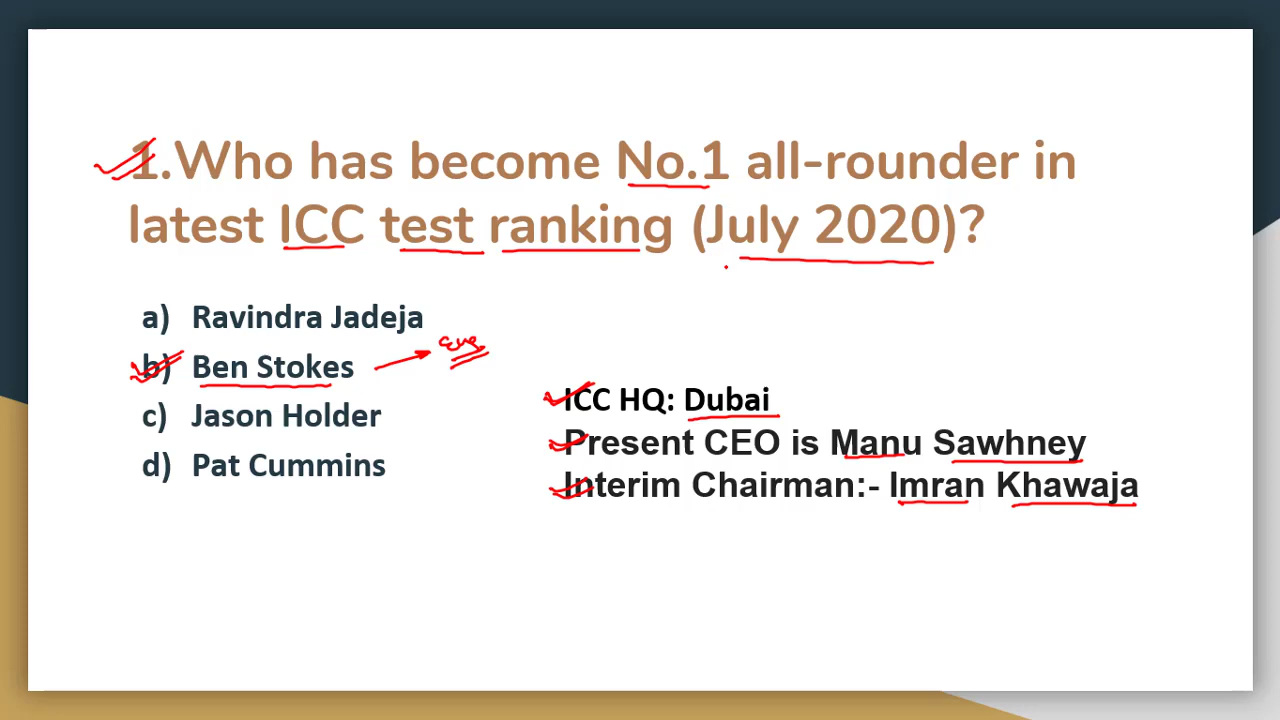 1.Who has become No.1 all-rounder in
latest ICC test ranking (July 2020)?
a) Ravindra Jadeja
b) Ben Stokes
c) Jason Holder
d) Pat Cummins
ICC HQ: Dubai
Present CEO is Manu Sawhney
Interim Chairman:- Imran Khawaja